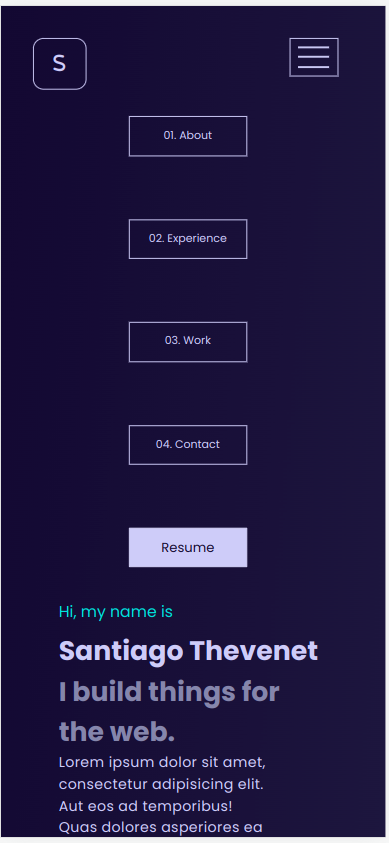 S
01. About
02. Experience
03. Work
04. Contact
Resume
Hi, my name is
Santiago Thevenet
I build things for
the web.
Lorem ipsum dolor sit amet,
consectetur adipisicing elit.
Aut eos ad temporibus!
Quas dolores asperiores ea